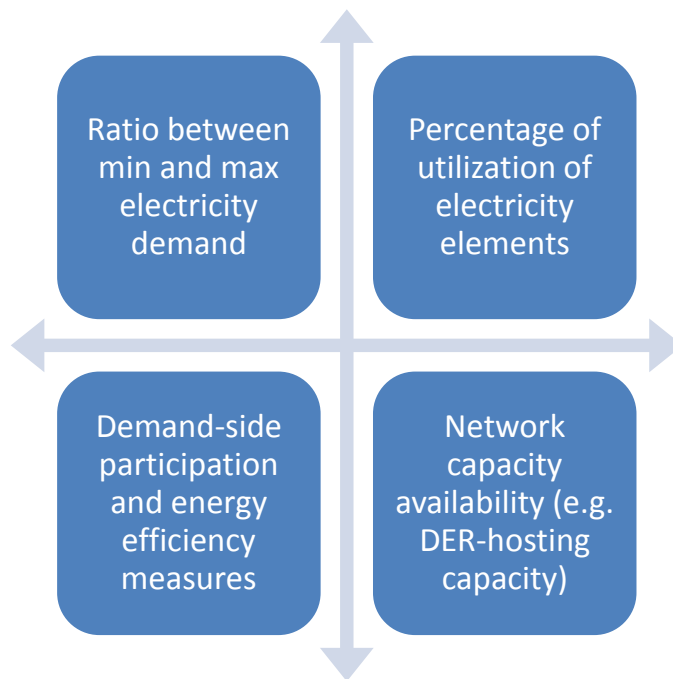 Ratio between
min and max
electricity
demand
Percentage of
utilization of
electricity
elements
Demand-side
participation
and energy
efficiency
measures
Network
capacity
availability (e.g.
DER-hosting
capacity)